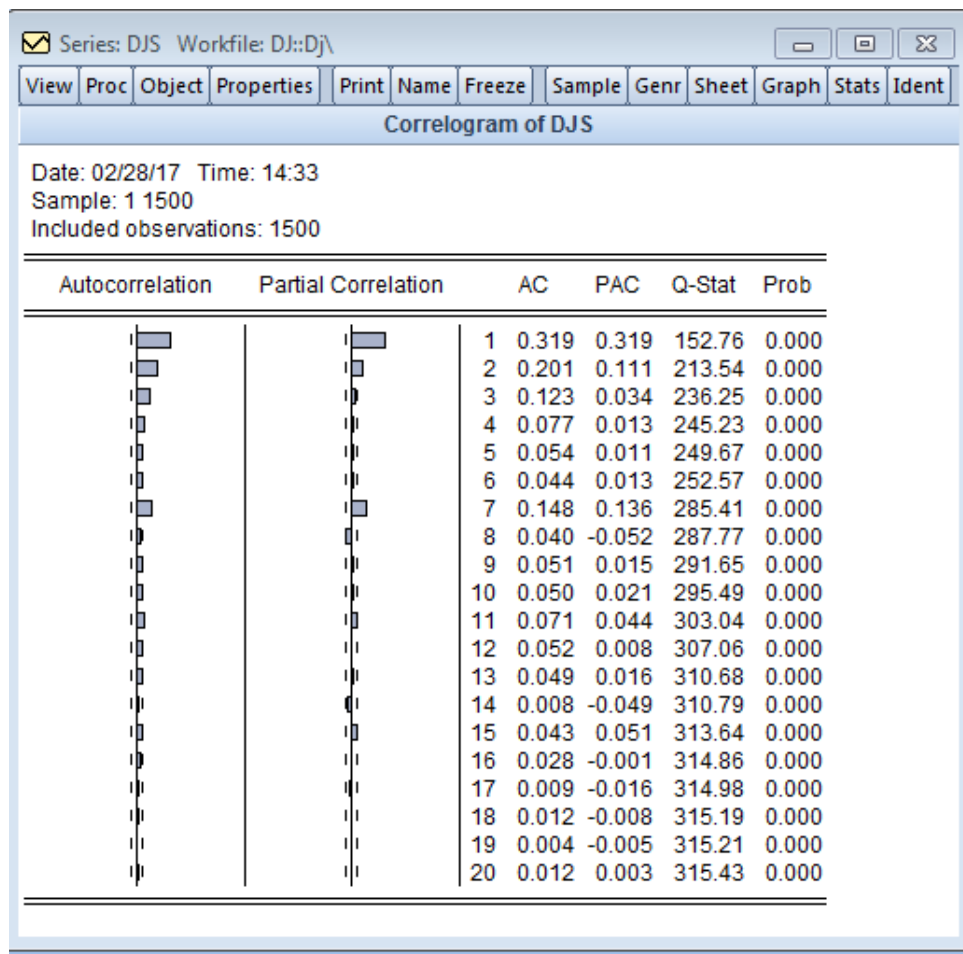 Series: DJS Workfile: DJ::Dj\
View Proc Object Properties Print Name Freeze Sample Genr Sheet Graph Stats Ident
Correlogram of DJS
Date: 02/28/17 Time: 14:33
Sample: 1 1500
Included observations: 1500
Autocorrelation Partial Correlation AC PAC Q-Stat Prob
1 0.319 0.319 152.76 0.000
2 0.201 0.111 213.54 0.000
3 0.123 0.034 236.25 0.000
4 0.077 0.013 245.23 0.000
5 0.054 0.011 249.67 0.000
6 0.044 0.013 252.57 0.000
7 0.148 0.136 285.41 0.000
8 0.040 -0.052 287.77 0.000
9 0.051 0.015 291.65 0.000
10 0.050 0.021 295.49 0.000
11 0.071 0.044 303.04 0.000
12 0.052 0.008 307.06 0.000
13 0.049 0.016 310.68 0.000
14 0.008 -0.049 310.79 0.000
15 0.043 0.051 313.64 0.000
16 0.028 -0.001 314.86 0.000
17 0.009 -0.016 314.98 0.000
18 0.012 -0.008 315.19 0.000
19 0.004 -0.005 315.21 0.000
20 0.012 0.003 315.43 0.000